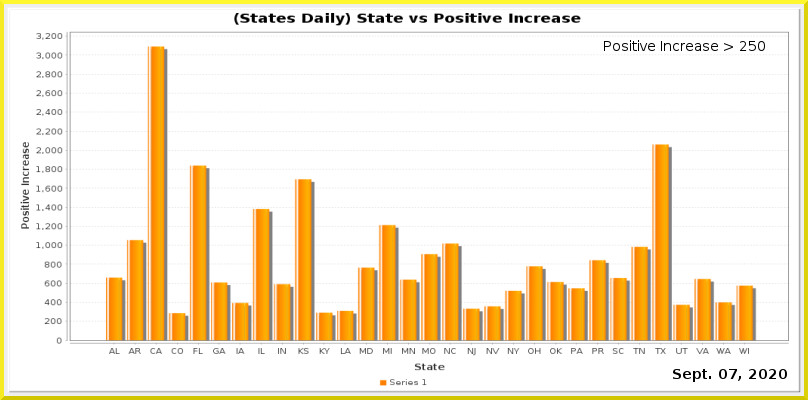 (States Daily) State vs Positive Increase
Positive Increase > 250
Positive Increase
3,200
3,000
2,800
2,600
2,400
2,200
2,000
1,800
1,600
1,400
1,200
1,000
800
600
400
200
0
AL AR CA CO FL GA IA IL IN KS KY LA MD MI MN MO NC NJ NV NY OH OK PA PR SC TN TX UT VA WA WI
State
Series 1
Sept. 07, 2020